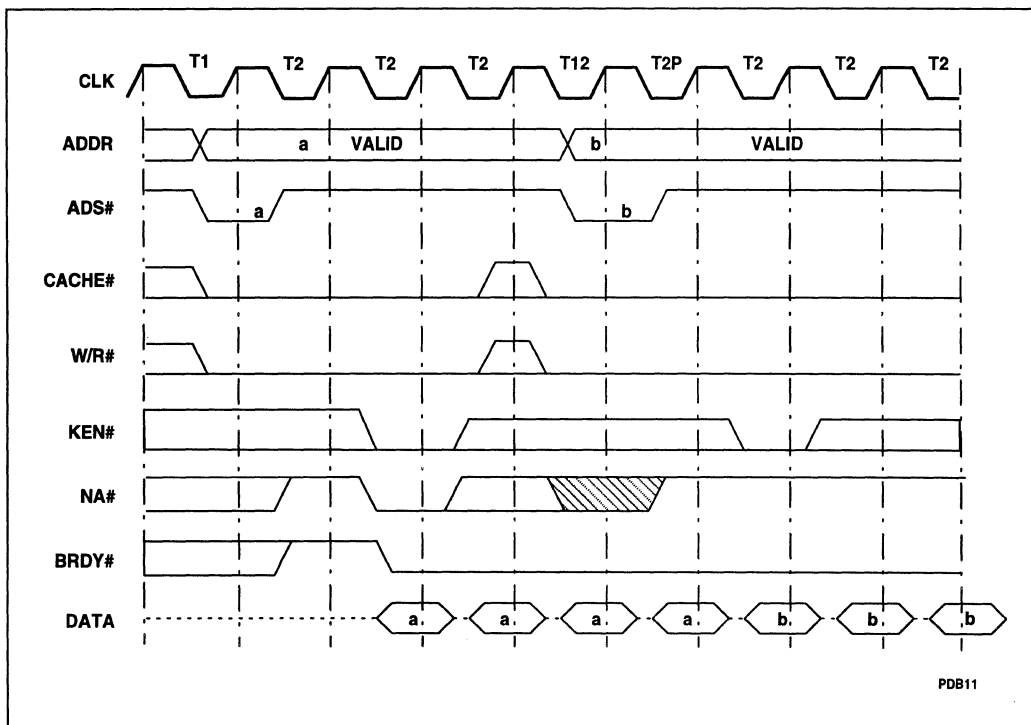 T1 T2 T2 T2 T12 T2P T2 T2 T2
CLK
ADDR a VALID b VALID
ADS# a b
CACHE#
W/R#
KEN#
NA#
BRDY#
DATA a a a a b b b
PDB11